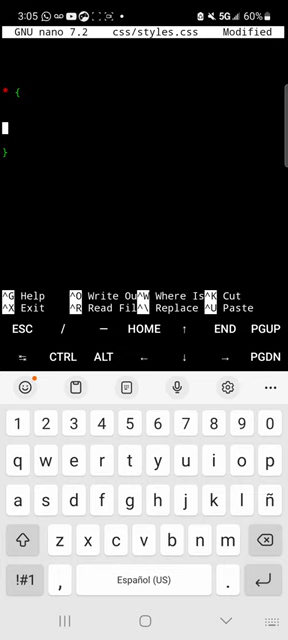 3:05 5G 60%
GNU nano 7.2 css/styles.css Modified
* {
}
^G Help ^O Write Ou ^W Where Is ^K Cut
^X Exit ^R Read Fil ^\ Replace ^U Paste
ESC / — HOME ↑ END PGUP
⇆ CTRL ALT ← ↓ → PGDN
1 2 3 4 5 6 7 8 9 0
q w e r t y u i o p
a s d f g h j k l ñ
z x c v b n m
!#1 , Español (US) .